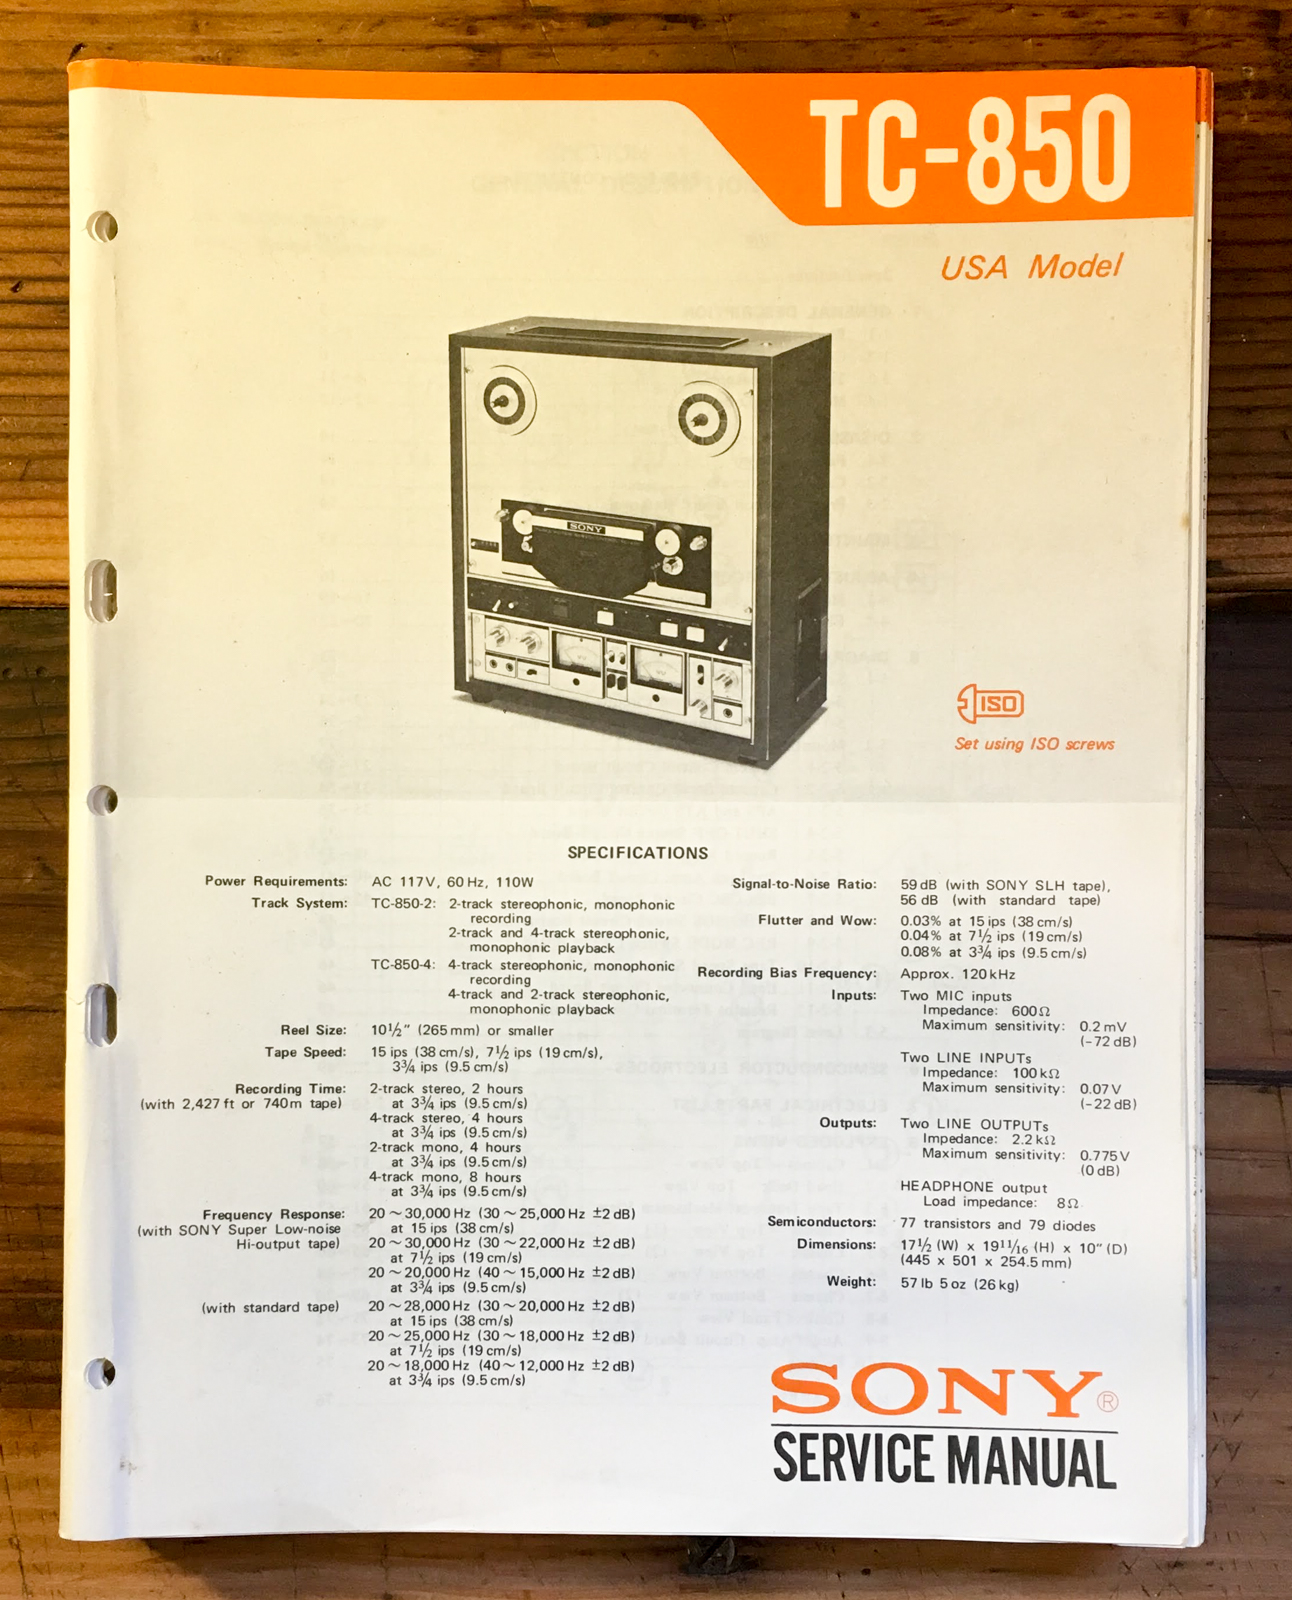 TC-850
USA Model
SONY
ISO
Set using ISO screws
SPECIFICATIONS
Power Requirements: AC 117V, 60 Hz, 110W
Track System: TC-850-2: 2-track stereophonic, monophonic
recording
2-track and 4-track stereophonic,
monophonic playback
TC-850-4: 4-track stereophonic, monophonic
recording
4-track and 2-track stereophonic,
monophonic playback
Reel Size: 10½" (265 mm) or smaller
Tape Speed: 15 ips (38 cm/s), 7½ ips (19 cm/s),
3¾ ips (9.5 cm/s)
Recording Time: 2-track stereo, 2 hours
(with 2,427 ft or 740 m tape) at 3¾ ips (9.5 cm/s)
4-track stereo, 4 hours
at 3¾ ips (9.5 cm/s)
2-track mono, 4 hours
at 3¾ ips (9.5 cm/s)
4-track mono, 8 hours
at 3¾ ips (9.5 cm/s)
Frequency Response: 20 ~ 30,000 Hz (30 ~ 25,000 Hz ±2 dB)
(with SONY Super Low-noise at 15 ips (38 cm/s)
Hi-output tape) 20 ~ 30,000 Hz (30 ~ 22,000 Hz ±2 dB)
at 7½ ips (19 cm/s)
20 ~ 20,000 Hz (40 ~ 15,000 Hz ±2 dB)
at 3¾ ips (9.5 cm/s)
(with standard tape) 20 ~ 28,000 Hz (30 ~ 20,000 Hz ±2 dB)
at 15 ips (38 cm/s)
20 ~ 25,000 Hz (30 ~ 18,000 Hz ±2 dB)
at 7½ ips (19 cm/s)
20 ~ 18,000 Hz (40 ~ 12,000 Hz ±2 dB)
at 3¾ ips (9.5 cm/s)
Signal-to-Noise Ratio: 59 dB (with SONY SLH tape),
56 dB (with standard tape)
Flutter and Wow: 0.03% at 15 ips (38 cm/s)
0.04% at 7½ ips (19 cm/s)
0.08% at 3¾ ips (9.5 cm/s)
Recording Bias Frequency: Approx. 120 kHz
Inputs: Two MIC inputs
Impedance: 600Ω
Maximum sensitivity: 0.2 mV
(-72 dB)
Two LINE INPUTs
Impedance: 100 kΩ
Maximum sensitivity: 0.07 V
(-22 dB)
Outputs: Two LINE OUTPUTs
Impedance: 2.2 kΩ
Maximum sensitivity: 0.775 V
(0 dB)
HEADPHONE output
Load impedance: 8Ω
Semiconductors: 77 transistors and 79 diodes
Dimensions: 17½ (W) x 19¹¹⁄₁₆ (H) x 10" (D)
(445 x 501 x 254.5 mm)
Weight: 57 lb 5 oz (26 kg)
SONY®
SERVICE MANUAL